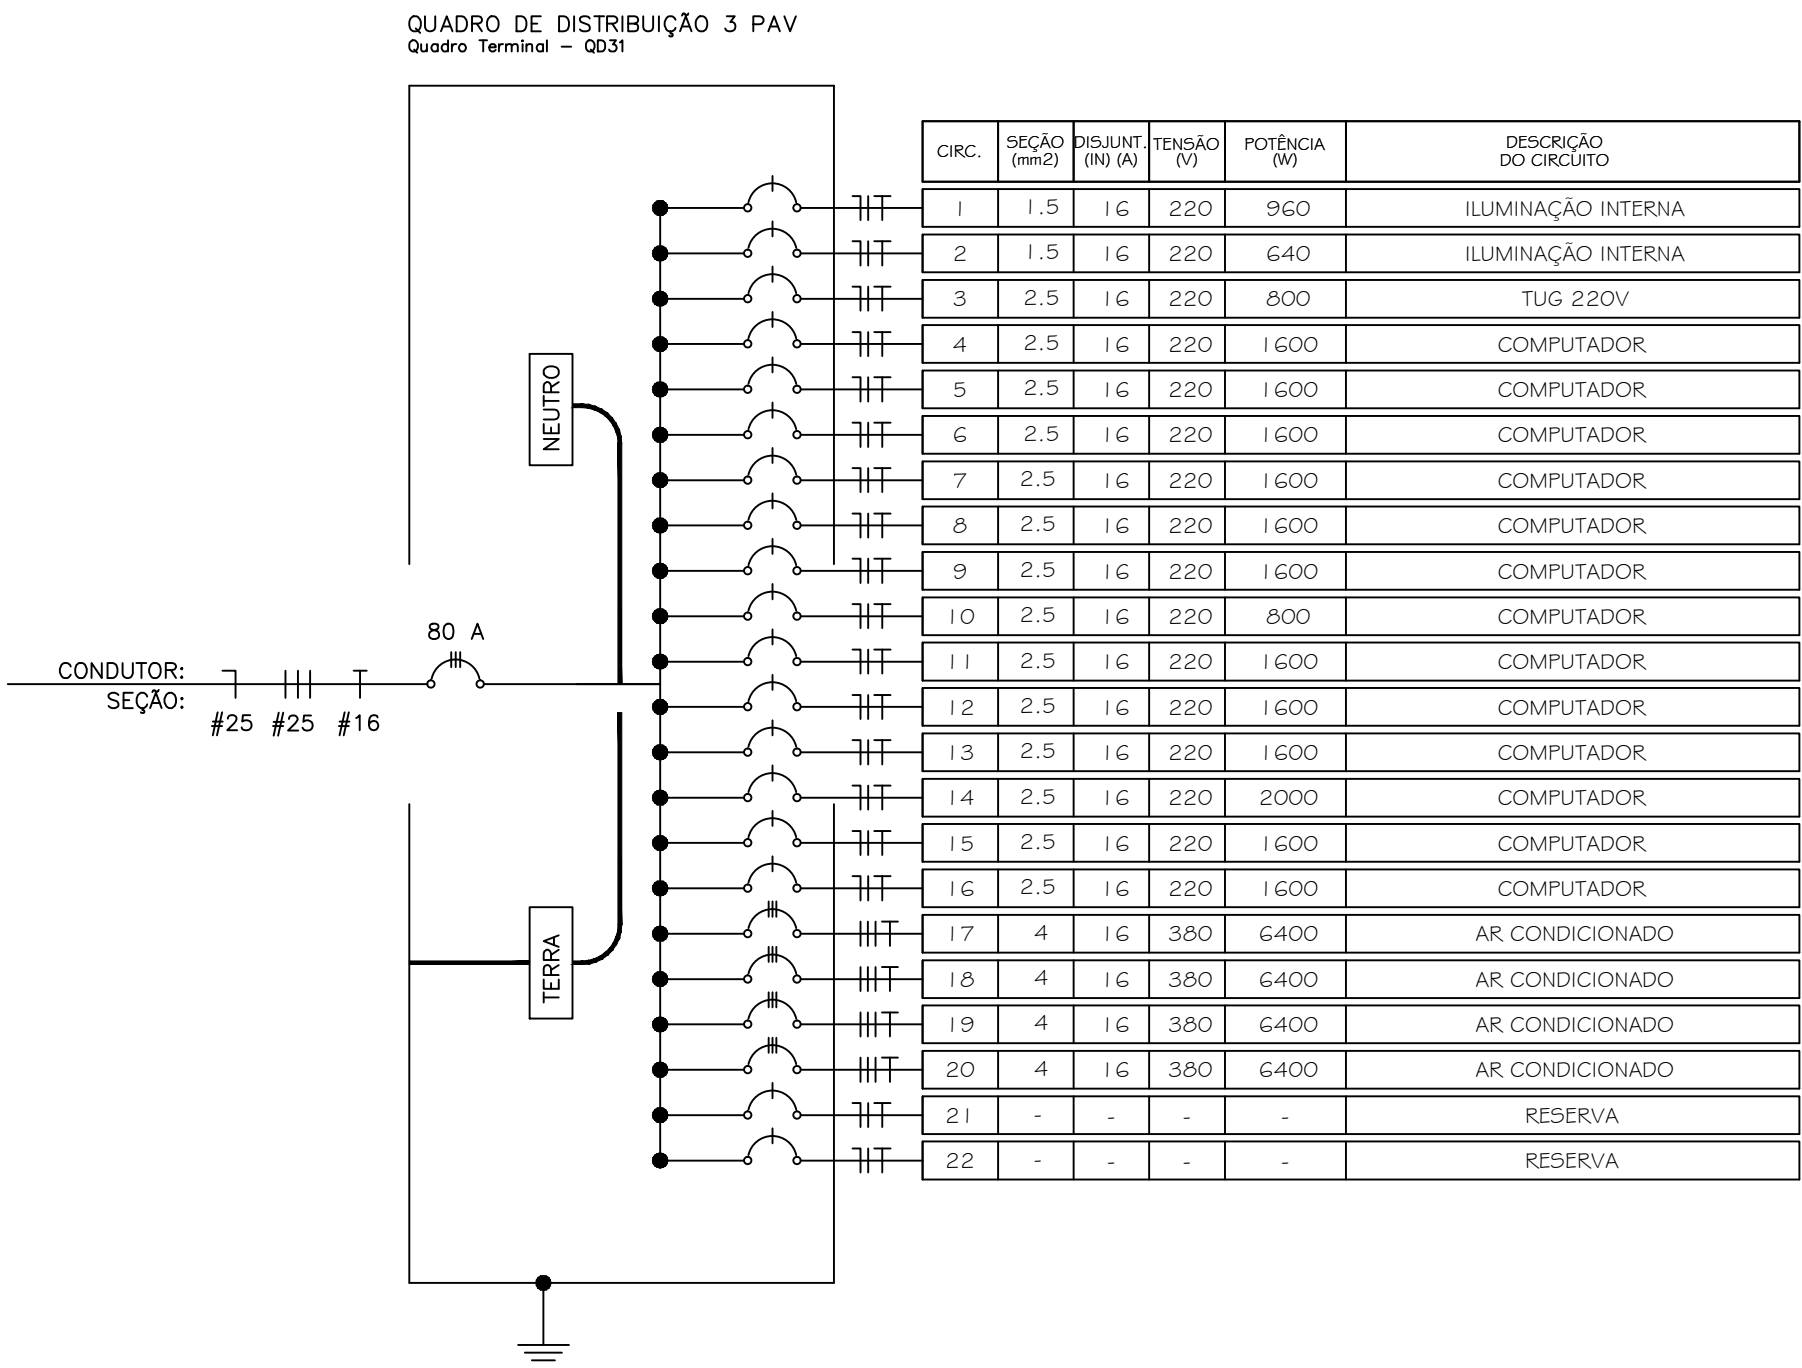 QUADRO DE DISTRIBUIÇÃO 3 PAV
Quadro Terminal - QD31
CIRC. SEÇÃO (mm2) DISJUNT. (IN) (A) TENSÃO (V) POTÊNCIA (W) DESCRIÇÃO DO CIRCUITO
1 1.5 16 220 960 ILUMINAÇÃO INTERNA
2 1.5 16 220 640 ILUMINAÇÃO INTERNA
3 2.5 16 220 800 TUG 220V
4 2.5 16 220 1600 COMPUTADOR
5 2.5 16 220 1600 COMPUTADOR
6 2.5 16 220 1600 COMPUTADOR
7 2.5 16 220 1600 COMPUTADOR
8 2.5 16 220 1600 COMPUTADOR
9 2.5 16 220 1600 COMPUTADOR
10 2.5 16 220 800 COMPUTADOR
11 2.5 16 220 1600 COMPUTADOR
12 2.5 16 220 1600 COMPUTADOR
13 2.5 16 220 1600 COMPUTADOR
14 2.5 16 220 2000 COMPUTADOR
15 2.5 16 220 1600 COMPUTADOR
16 2.5 16 220 1600 COMPUTADOR
17 4 16 380 6400 AR CONDICIONADO
18 4 16 380 6400 AR CONDICIONADO
19 4 16 380 6400 AR CONDICIONADO
20 4 16 380 6400 AR CONDICIONADO
21 - - - - RESERVA
22 - - - - RESERVA
NEUTRO
80 A
CONDUTOR:
SEÇÃO:
#25 #25 #16
TERRA